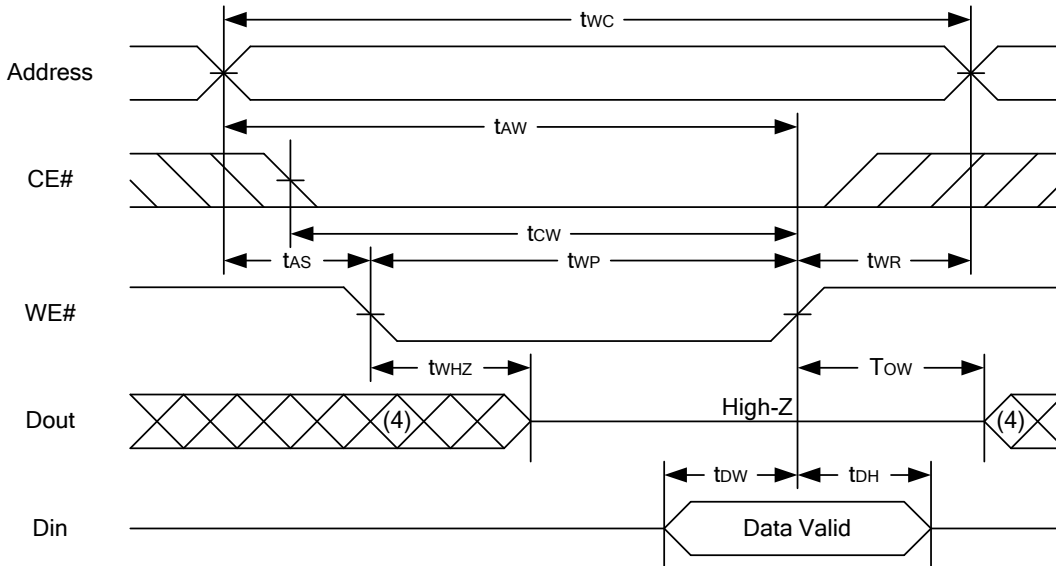 tWC
Address
tAW
CE#
tCW
tAS
tWP
tWR
WE#
tWHZ
TOW
Dout
(4)
High-Z
(4)
tDW
tDH
Din
Data Valid